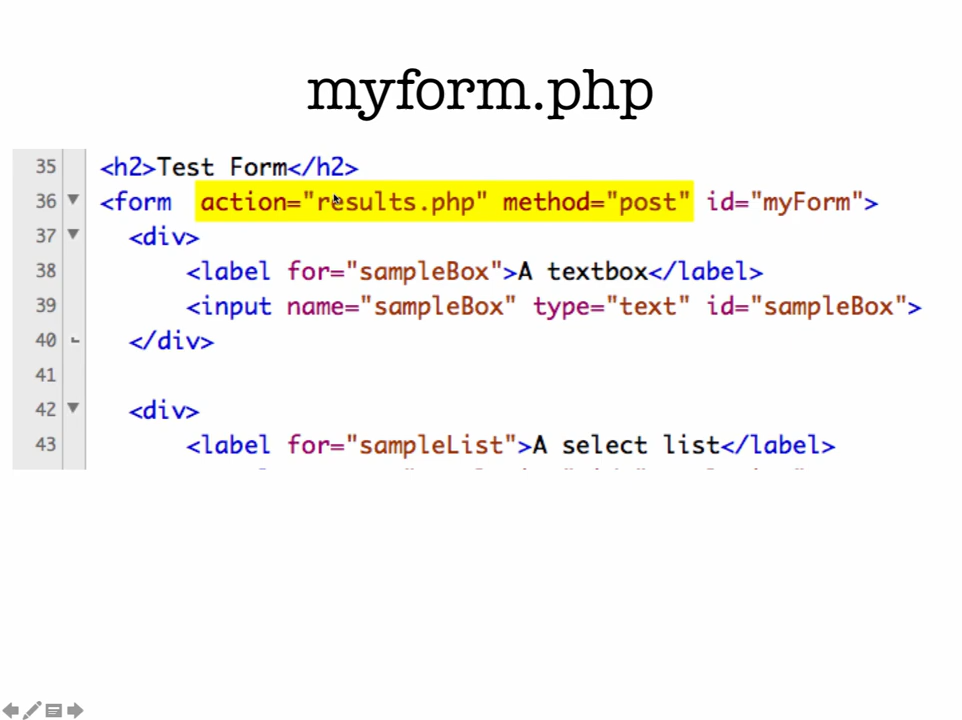 myform.php
35 <h2>Test Form</h2>
36 <form action="results.php" method="post" id="myForm">
37 <div>
38 <label for="sampleBox">A textbox</label>
39 <input name="sampleBox" type="text" id="sampleBox">
40 </div>
41
42 <div>
43 <label for="sampleList">A select list</label>